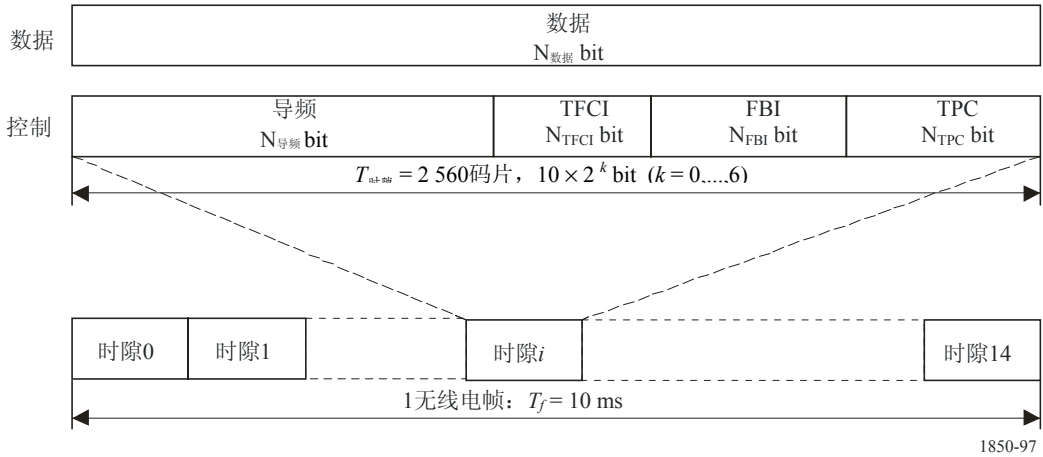 数据
数据
N数据 bit
控制
导频
N导频 bit
TFCI
NTFCI bit
FBI
NFBI bit
TPC
NTPC bit
T时隙 = 2 560码片，10 × 2 k bit (k = 0,...,6)
时隙0
时隙1
时隙i
时隙14
1无线电帧：Tf = 10 ms
1850-97